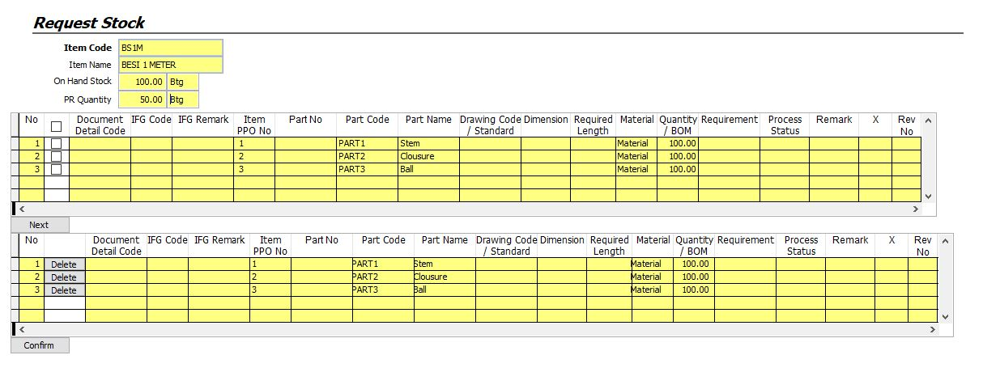 Request Stock
Item Code BS1M
Item Name BESI 1 METER
On Hand Stock 100.00 Btg
PR Quantity 50.00 Btg
No Document IFG Code IFG Remark Item Part No Part Code Part Name Drawing Code Dimension Required Material Quantity Requirement Process Remark X Rev
Detail Code PPO No / Standard Length / BOM Status No
1 1 PART1 Stem Material 100.00
2 2 PART2 Clousure Material 100.00
3 3 PART3 Ball Material 100.00
Next
No Document IFG Code IFG Remark Item Part No Part Code Part Name Drawing Code Dimension Required Material Quantity Requirement Process Remark X Rev
Detail Code PPO No / Standard Length / BOM Status No
1 Delete 1 PART1 Stem Material 100.00
2 Delete 2 PART2 Clousure Material 100.00
3 Delete 3 PART3 Ball Material 100.00
Confirm